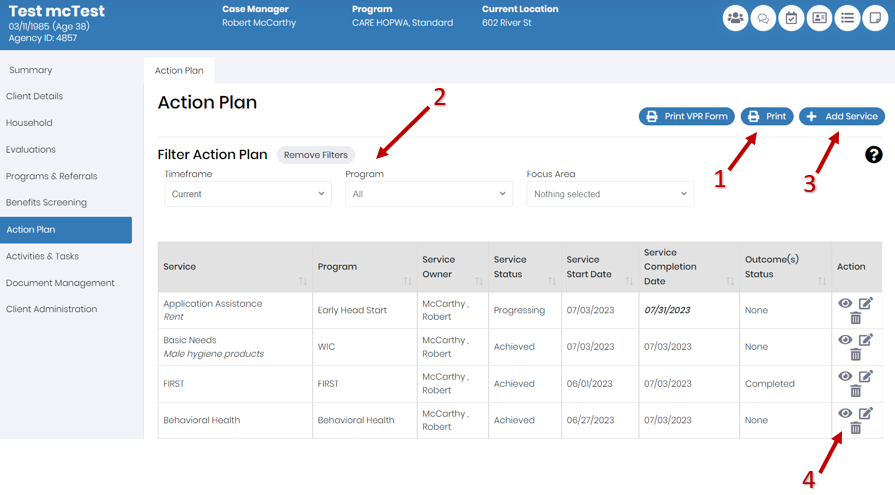 Test mcTest
03/11/1985 (Age 38)
Agency ID: 4857
Case Manager
Robert McCarthy
Program
CARE HOPWA, Standard
Current Location
602 River St
Summary
Client Details
Household
Evaluations
Programs & Referrals
Benefits Screening
Action Plan
Activities & Tasks
Document Management
Client Administration
Action Plan
Action Plan
2
Print VPR Form
Print
+ Add Service
1
3
Filter Action Plan
Remove Filters
?
Timeframe
Program
Focus Area
Current
All
Nothing selected
Service
Program
Service
Owner
Service
Status
Service
Start Date
Service
Completion
Date
Outcome(s)
Status
Action
Application Assistance
Rent
Early Head Start
McCarthy ,
Robert
Progressing
07/03/2023
07/31/2023
None
Basic Needs
Male hygiene products
WIC
McCarthy ,
Robert
Achieved
07/03/2023
07/03/2023
None
FIRST
FIRST
McCarthy ,
Robert
Achieved
06/01/2023
07/03/2023
Completed
Behavioral Health
Behavioral Health
McCarthy ,
Robert
Achieved
06/27/2023
07/03/2023
None
4